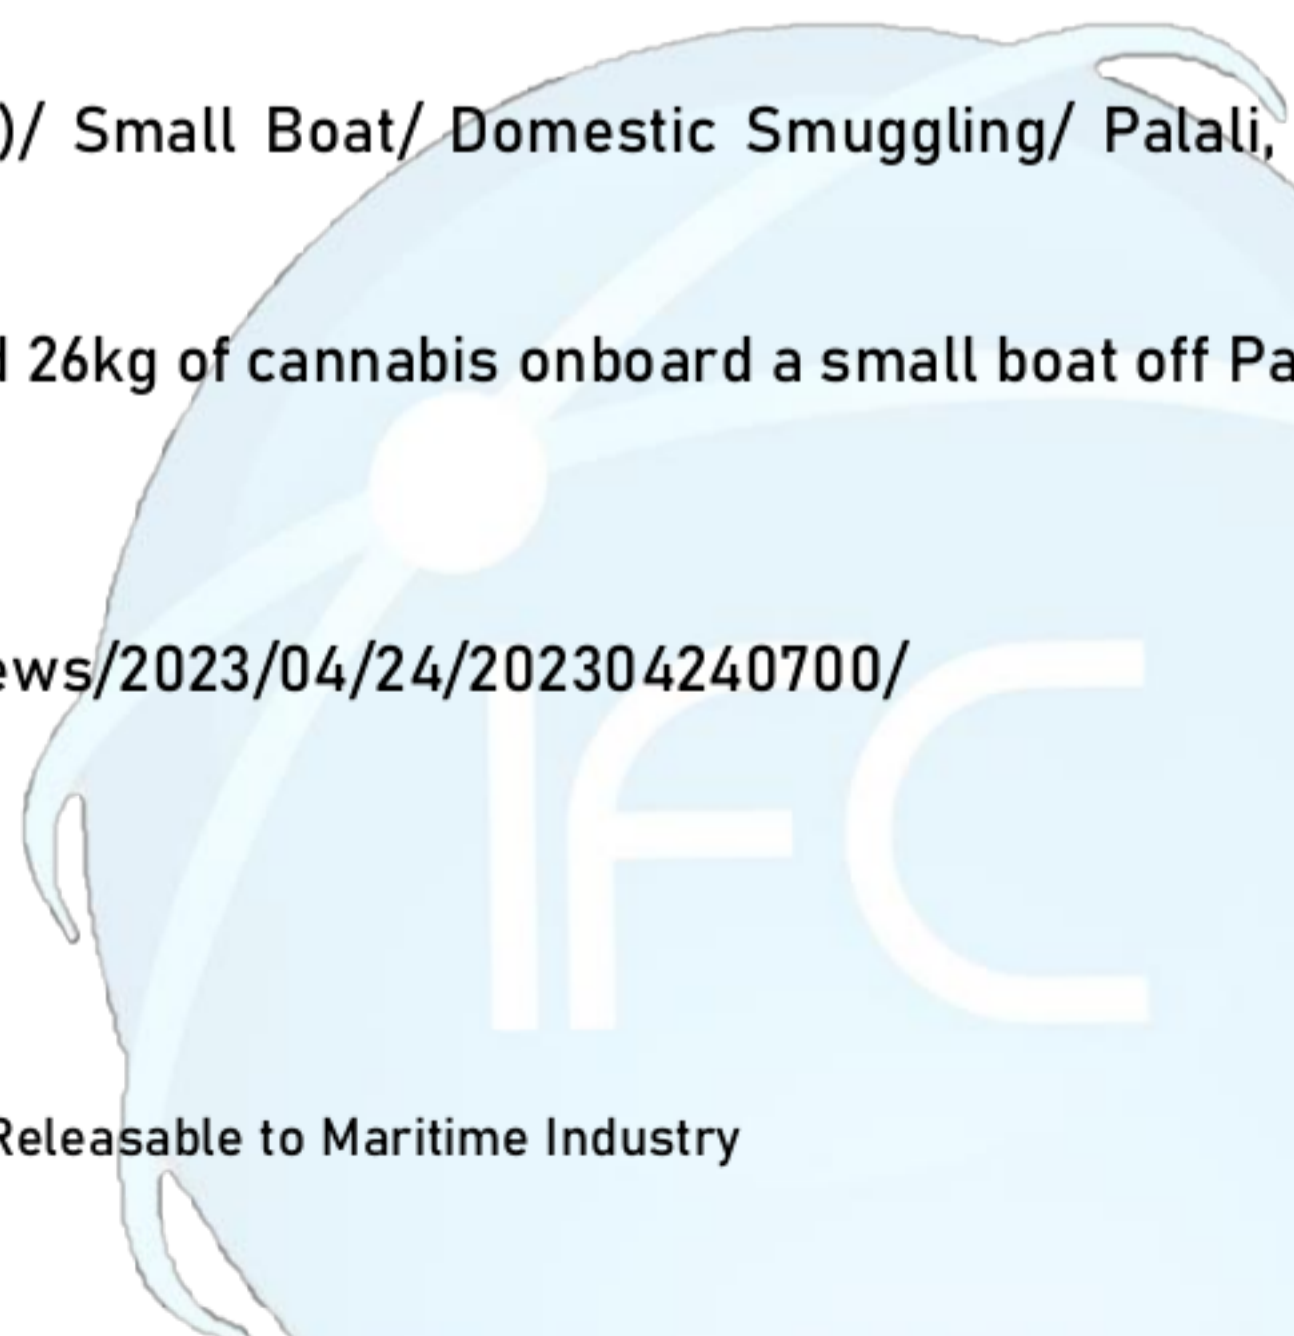 )/ Small Boat/ Domestic Smuggling/ Palali,
26kg of cannabis onboard a small boat off Pa
ews/2023/04/24/202304240700/
IFC
Releasable to Maritime Industry